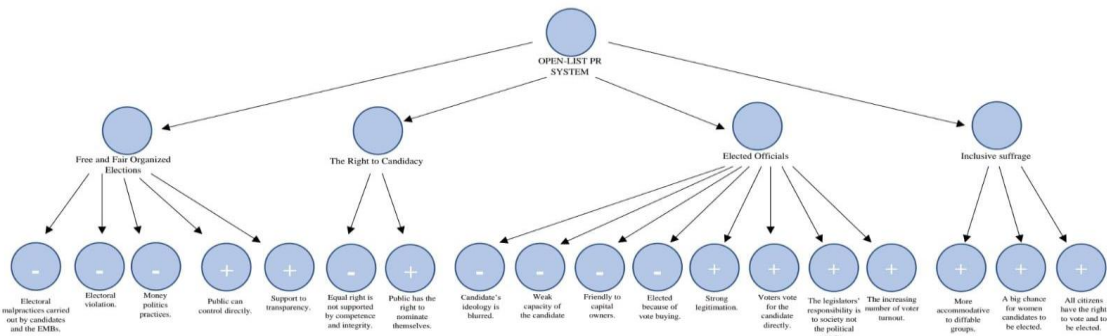 OPEN-LIST PR
SYSTEM
Free and Fair Organized
Elections
The Right to Candidacy
Elected Officials
Inclusive suffrage
-
-
-
+
+
-
+
-
-
-
-
+
+
+
+
+
+
+
Electoral
malpractices carried
out by candidates
and the EMBs.
Electoral
violation.
Money
politics
practices.
Public can
control directly.
Support to
transparency.
Equal right is
not supported
by competence
and integrity.
Public has the
right to
nominate
themselves.
Candidate's
ideology is
blurred.
Weak
capacity of
the candidate
Friendly to
capital
owners.
Elected
because of
vote buying.
Strong
legitimation.
Voters vote
for the
candidate
directly.
The legislators'
responsibility is
to society not
the political
The increasing
number of voter
turnout.
More
accommodative
to diffable
groups.
A big chance
for women
candidates to
be elected.
All citizens
have the right
to vote and to
be elected.